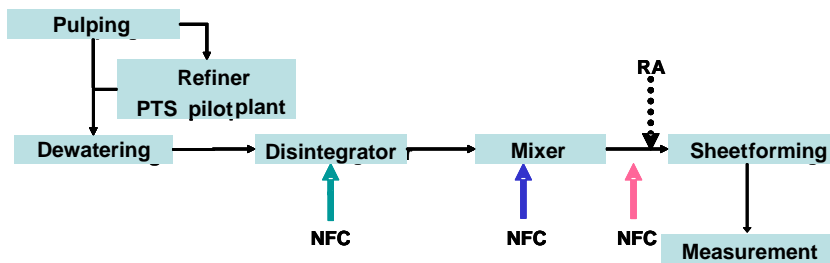 Pulping
Refiner
PTS pilot plant
RA
Dewatering
Disintegrator
Mixer
Sheetforming
NFC
NFC
NFC
Measurement